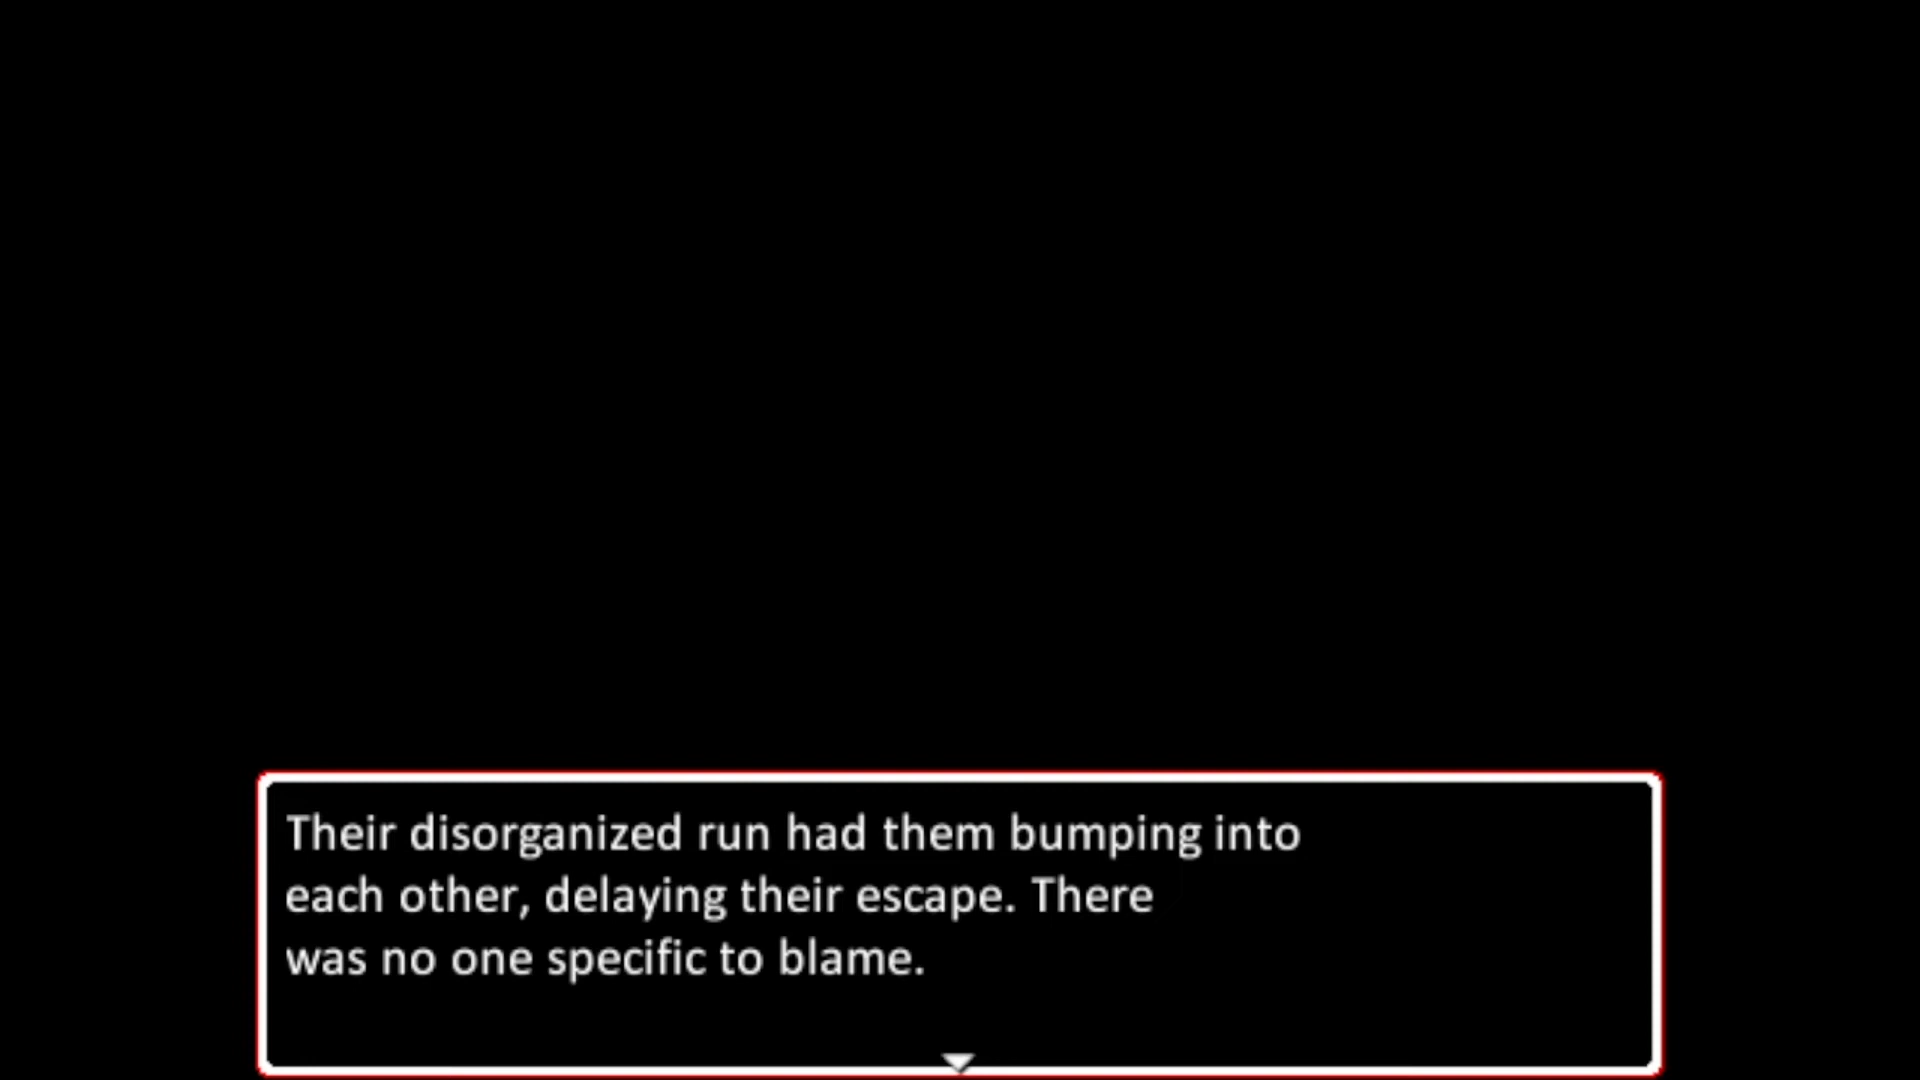 Their disorganized run had them bumping into
each other, delaying their escape. There
was no one specific to blame.